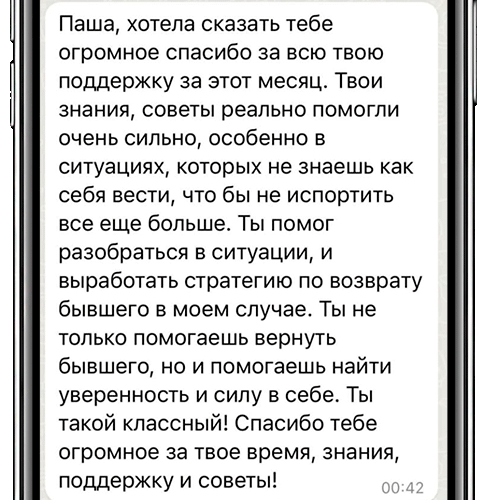 Паша, хотела сказать тебе
огромное спасибо за всю твою
поддержку за этот месяц. Твои
знания, советы реально помогли
очень сильно, особенно в
ситуациях, которых не знаешь как
себя вести, что бы не испортить
все еще больше. Ты помог
разобраться в ситуации, и
выработать стратегию по возврату
бывшего в моем случае. Ты не
только помогаешь вернуть
бывшего, но и помогаешь найти
уверенность и силу в себе. Ты
такой классный! Спасибо тебе
огромное за твое время, знания,
поддержку и советы!
00:42